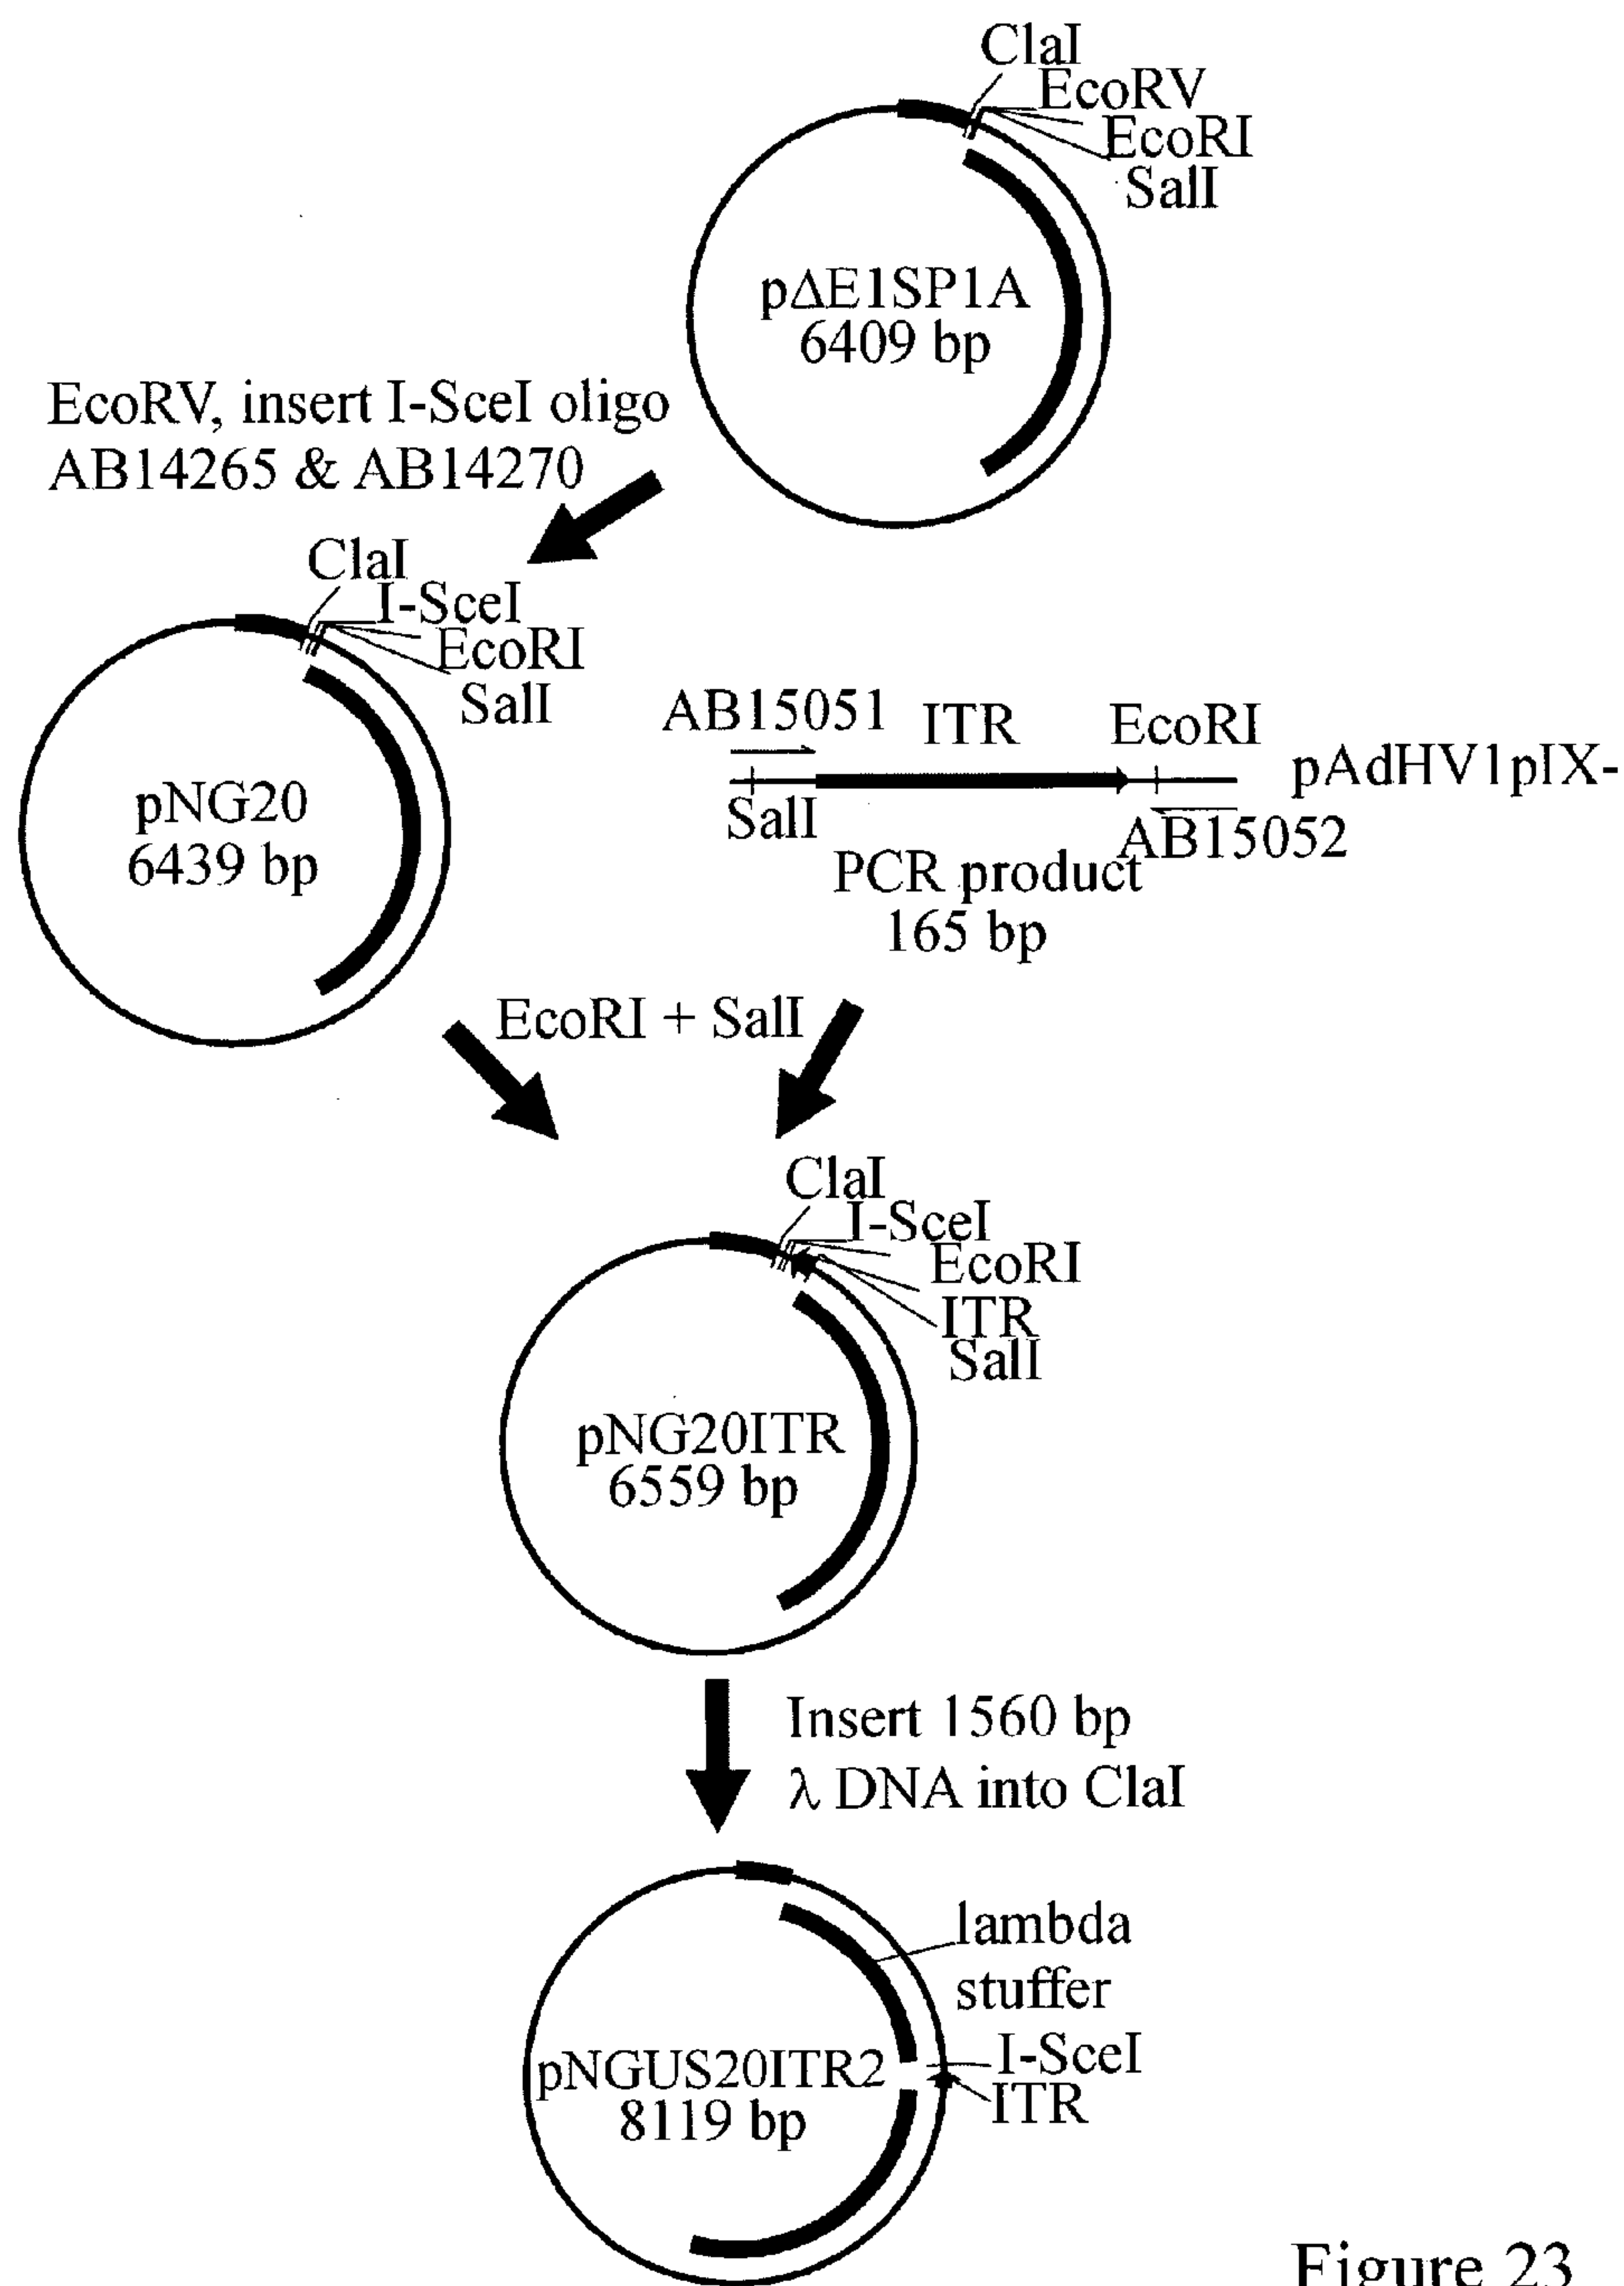 ClaI
EcoRV
EcoRI
SalI
pΔE1SP1A
6409 bp
EcoRV, insert I-SceI oligo
AB14265 & AB14270
ClaI
I-SceI
EcoRI
SalI
pNG20
6439 bp
AB15051
ITR
EcoRI
pAdHV1pIX-
SalI
AB15052
PCR product
165 bp
EcoRI + SalI
ClaI
I-SceI
EcoRI
ITR
SalI
pNG20ITR
6559 bp
Insert 1560 bp
λ DNA into ClaI
lambda
stuffer
I-SceI
ITR
pNGUS20ITR2
8119 bp
Figure 23